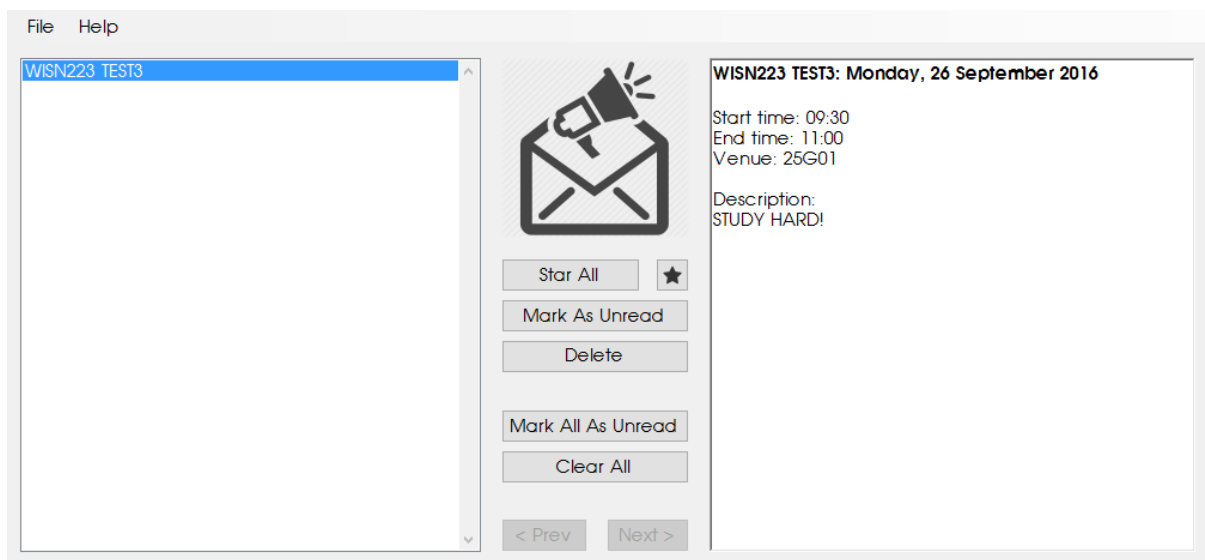 File Help
WISN223 TEST3
Star All
Mark As Unread
Delete
Mark All As Unread
Clear All
< Prev Next >
WISN223 TEST3: Monday, 26 September 2016
Start time: 09:30
End time: 11:00
Venue: 25G01
Description:
STUDY HARD!